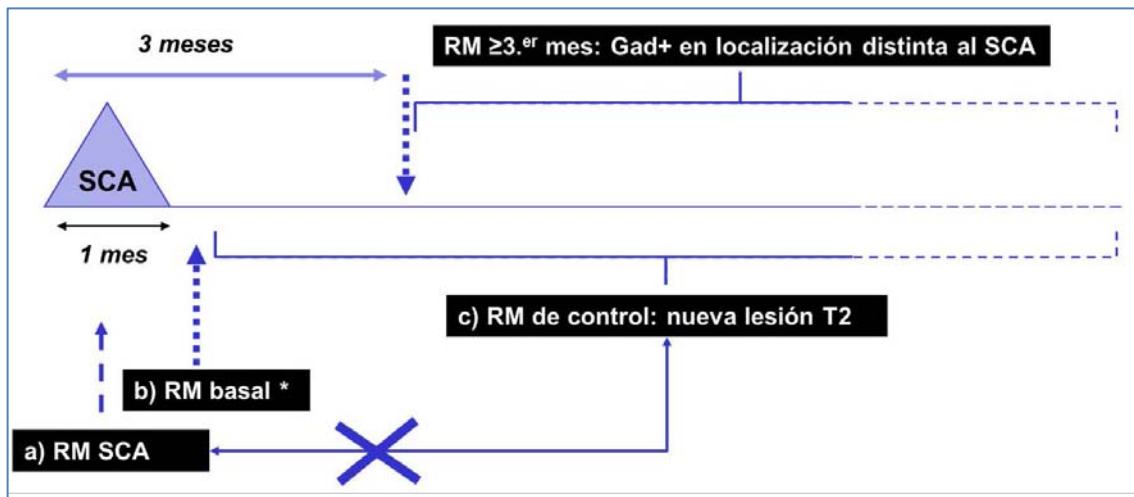 3 meses
RM ≥3.er mes: Gad+ en localización distinta al SCA
SCA
1 mes
c) RM de control: nueva lesión T2
b) RM basal *
a) RM SCA